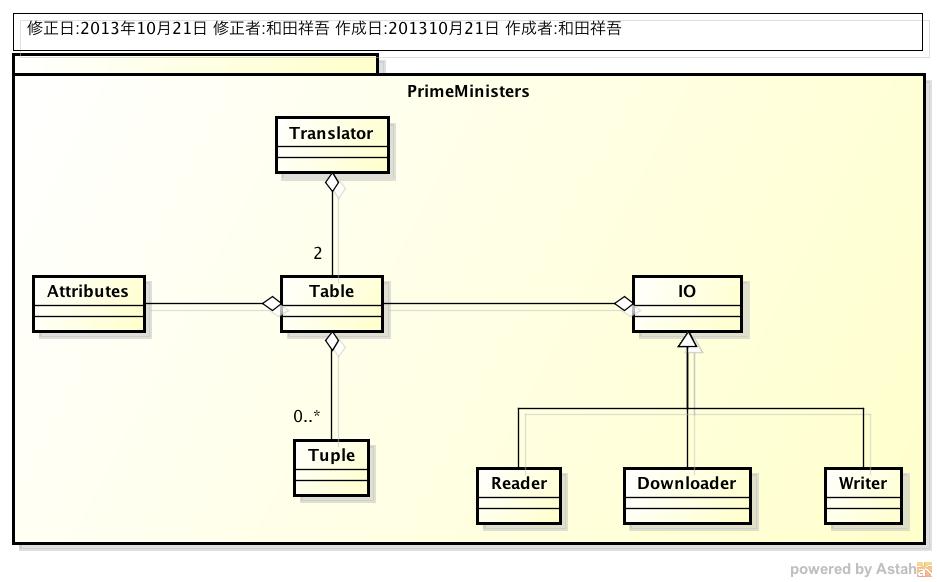 修正日:2013年10月21日 修正者:和田祥吾 作成日:201310月21日 作成者:和田祥吾
PrimeMinisters
Translator
2
Attributes
Table
IO
0..*
Tuple
Reader
Downloader
Writer
powered by Astah